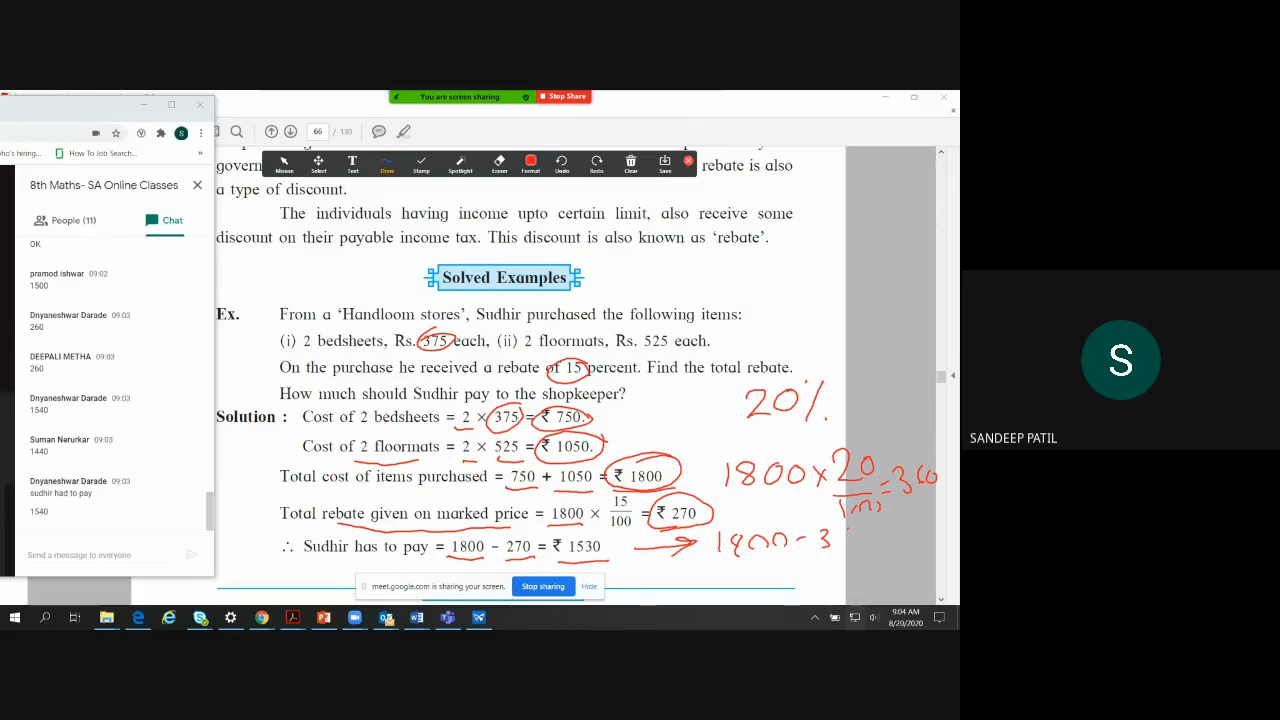 You are screen sharing
Stop Share
66 / 130
Mouse Select Text Draw Stamp Spotlight Eraser Format Undo Redo Clear Save
who's hiring...
How To Job Search...
8th Maths- SA Online Classes
People (11)
Chat
OK
pramod ishwar 09:02
1500
Dnyaneshwar Darade 09:03
260
DEEPALI METHA 09:03
260
Dnyaneshwar Darade 09:03
1540
Suman Nerurkar 09:03
1440
Dnyaneshwar Darade 09:03
sudhir had to pay
1540
Send a message to everyone
govern
rebate is also
a type of discount.
The individuals having income upto certain limit, also receive some
discount on their payable income tax. This discount is also known as ‘rebate’.
Solved Examples
Ex. From a ‘Handloom stores’, Sudhir purchased the following items:
(i) 2 bedsheets, Rs. 375 each, (ii) 2 floormats, Rs. 525 each.
On the purchase he received a rebate of 15 percent. Find the total rebate.
How much should Sudhir pay to the shopkeeper?
Solution : Cost of 2 bedsheets = 2 × 375 = ₹ 750.
Cost of 2 floormats = 2 × 525 = ₹ 1050.
Total cost of items purchased = 750 + 1050 = ₹ 1800
Total rebate given on marked price = 1800 × 15/100 = ₹ 270
∴ Sudhir has to pay = 1800 − 270 = ₹ 1530
20%
1800 × 20/100 = 360
1800 - 3
meet.google.com is sharing your screen.
Stop sharing
Hide
9:04 AM
8/20/2020
S
SANDEEP PATIL